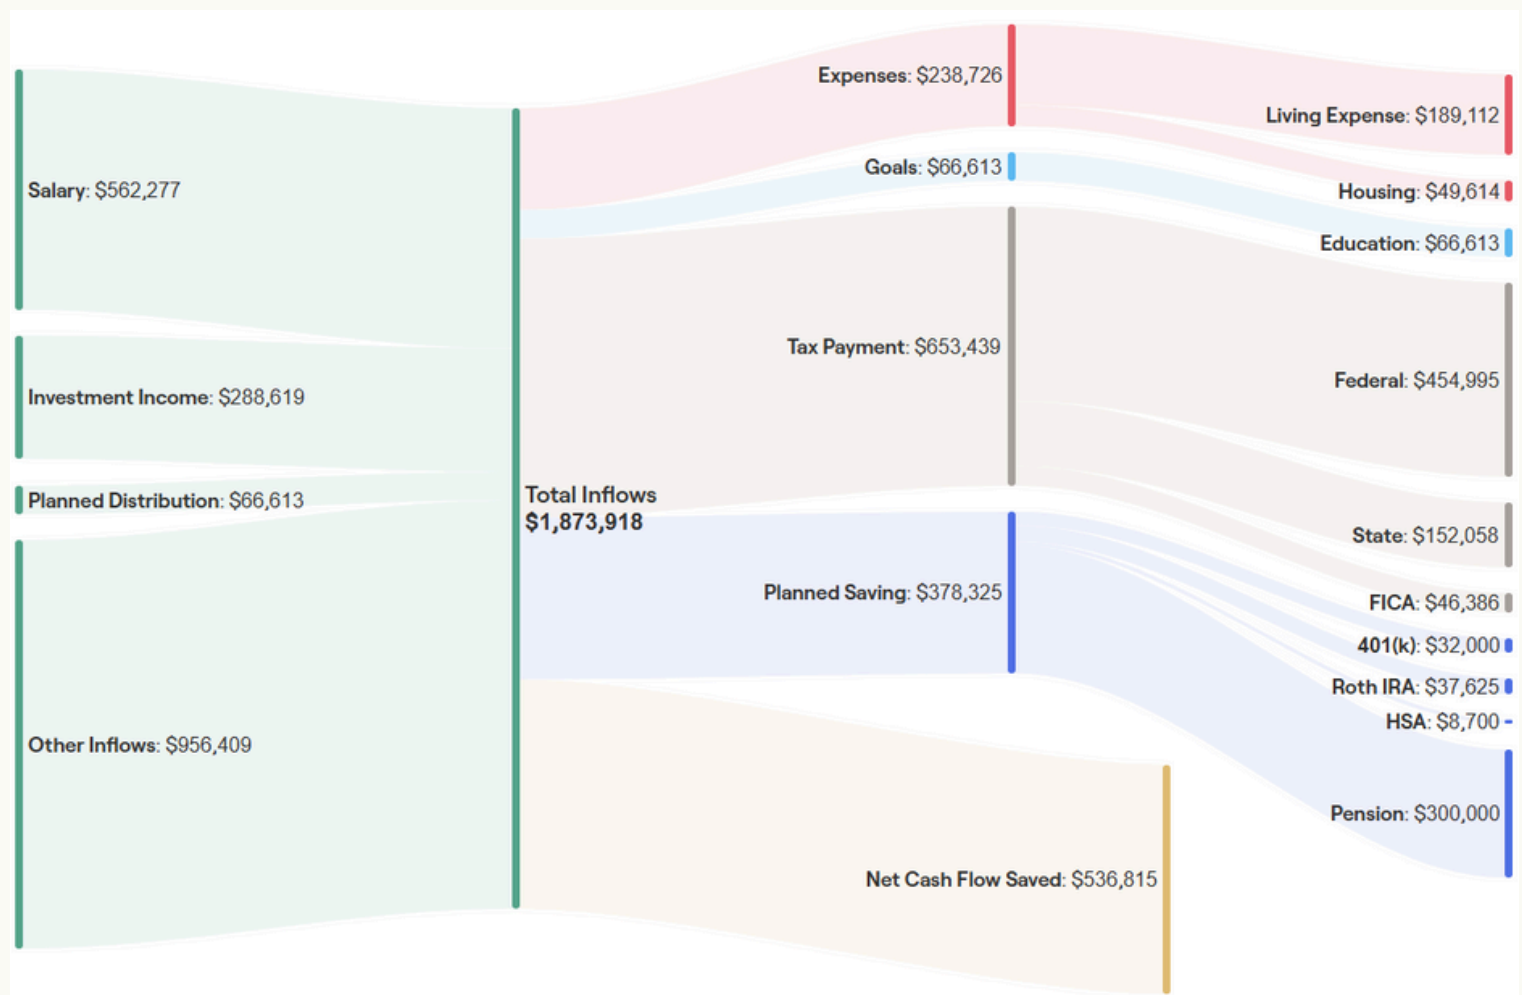 Salary: $562,277
Investment Income: $288,619
Planned Distribution: $66,613
Other Inflows: $956,409
Total Inflows
$1,873,918
Expenses: $238,726
Goals: $66,613
Tax Payment: $653,439
Planned Saving: $378,325
Net Cash Flow Saved: $536,815
Living Expense: $189,112
Housing: $49,614
Education: $66,613
Federal: $454,995
State: $152,058
FICA: $46,386
401(k): $32,000
Roth IRA: $37,625
HSA: $8,700
Pension: $300,000